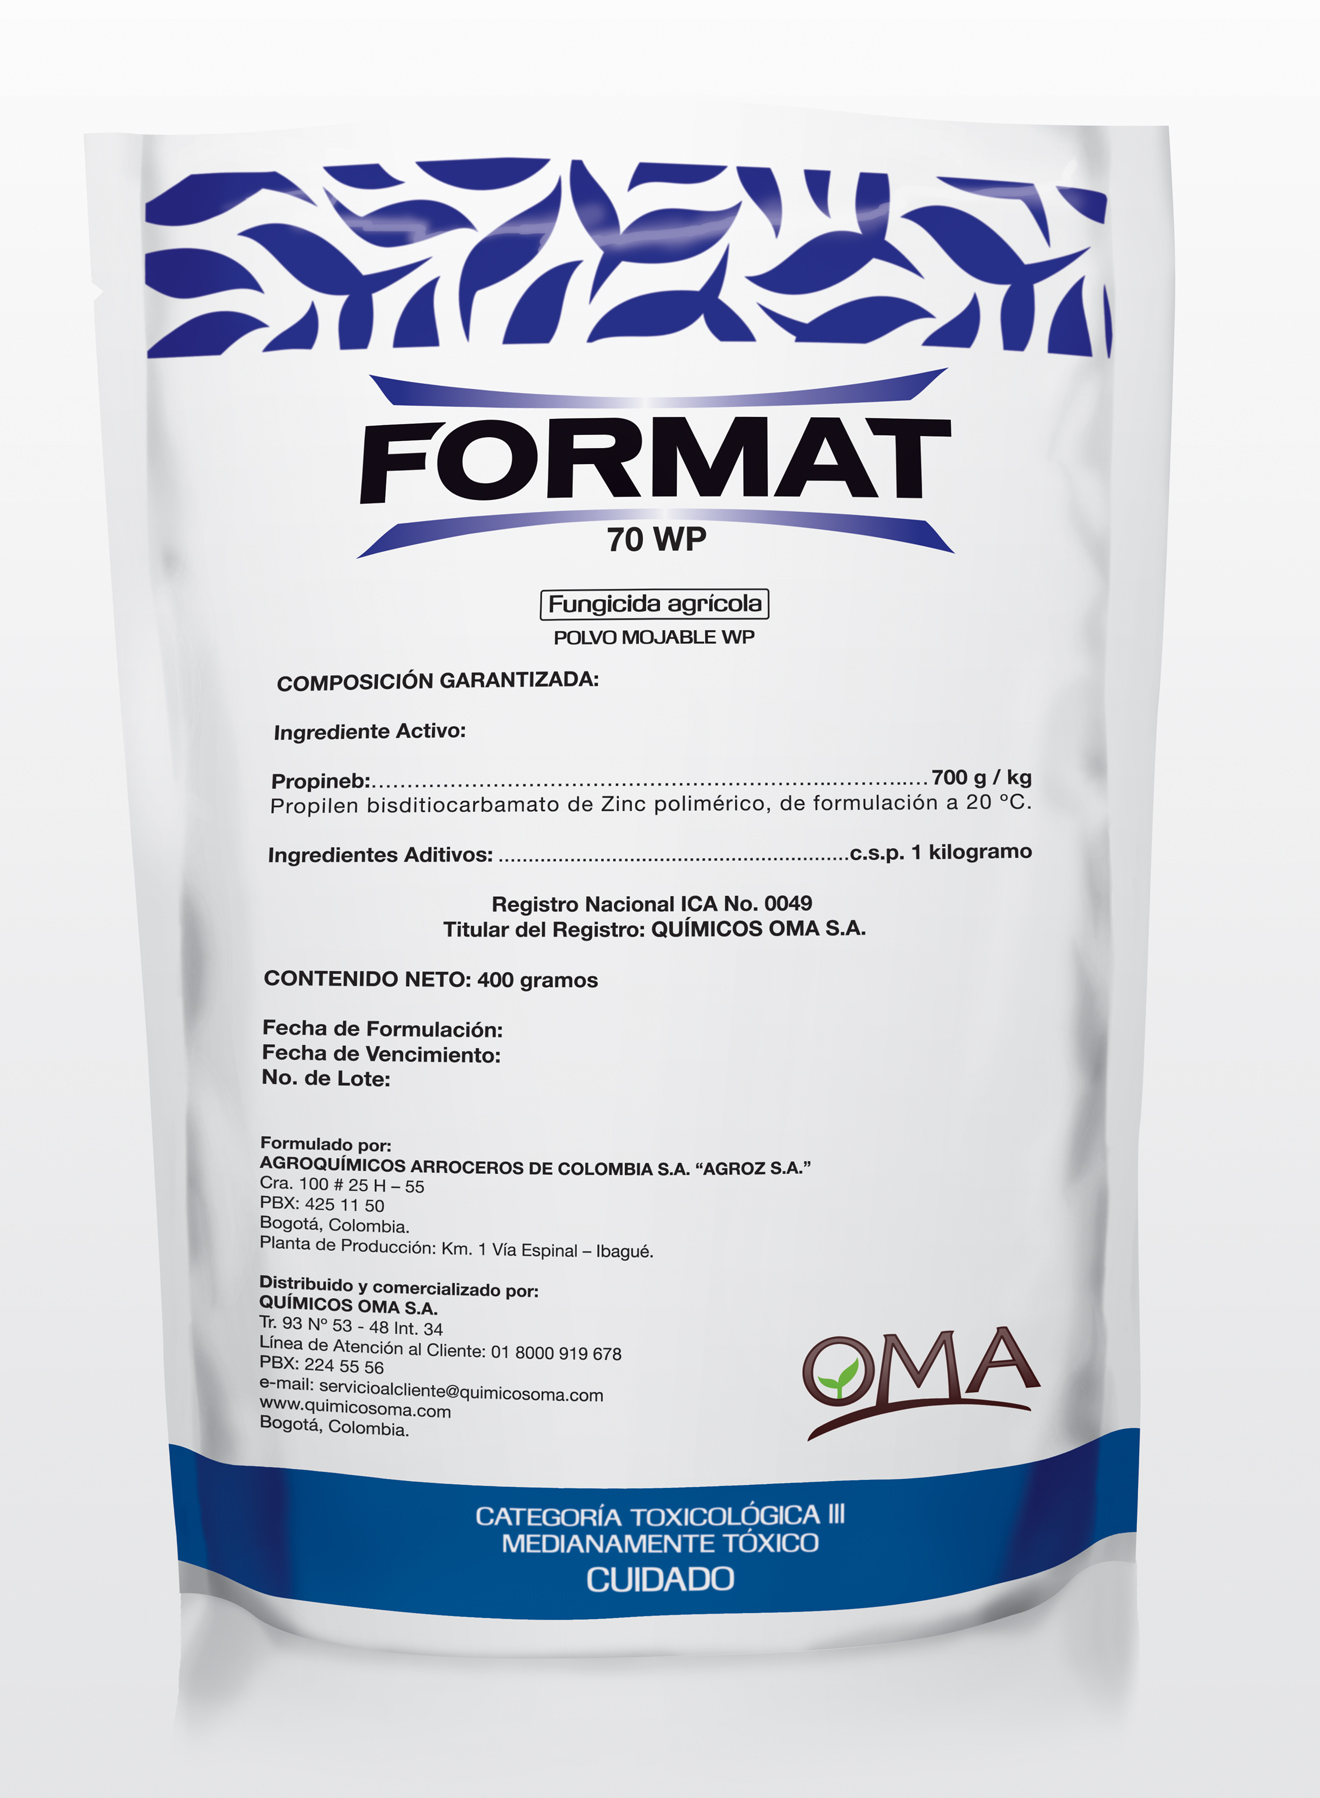 FORMAT
70 WP
Fungicida agrícola
POLVO MOJABLE WP
COMPOSICIÓN GARANTIZADA:
Ingrediente Activo:
Propineb:........................................................................................700 g / kg
Propilen bisditiocarbamato de Zinc polimérico, de formulación a 20 ºC.
Ingredientes Aditivos: ............................................................c.s.p. 1 kilogramo
Registro Nacional ICA No. 0049
Titular del Registro: QUÍMICOS OMA S.A.
CONTENIDO NETO: 400 gramos
Fecha de Formulación:
Fecha de Vencimiento:
No. de Lote:
Formulado por:
AGROQUÍMICOS ARROCEROS DE COLOMBIA S.A. “AGROZ S.A.”
Cra. 100 # 25 H – 55
PBX: 425 11 50
Bogotá, Colombia.
Planta de Producción: Km. 1 Vía Espinal – Ibagué.
Distribuido y comercializado por:
QUÍMICOS OMA S.A.
Tr. 93 Nº 53 - 48 Int. 34
Línea de Atención al Cliente: 01 8000 919 678
PBX: 224 55 56
e-mail: servicioalcliente@quimicosoma.com
www.quimicosoma.com
Bogotá, Colombia.
OMA
CATEGORÍA TOXICOLÓGICA III
MEDIANAMENTE TÓXICO
CUIDADO